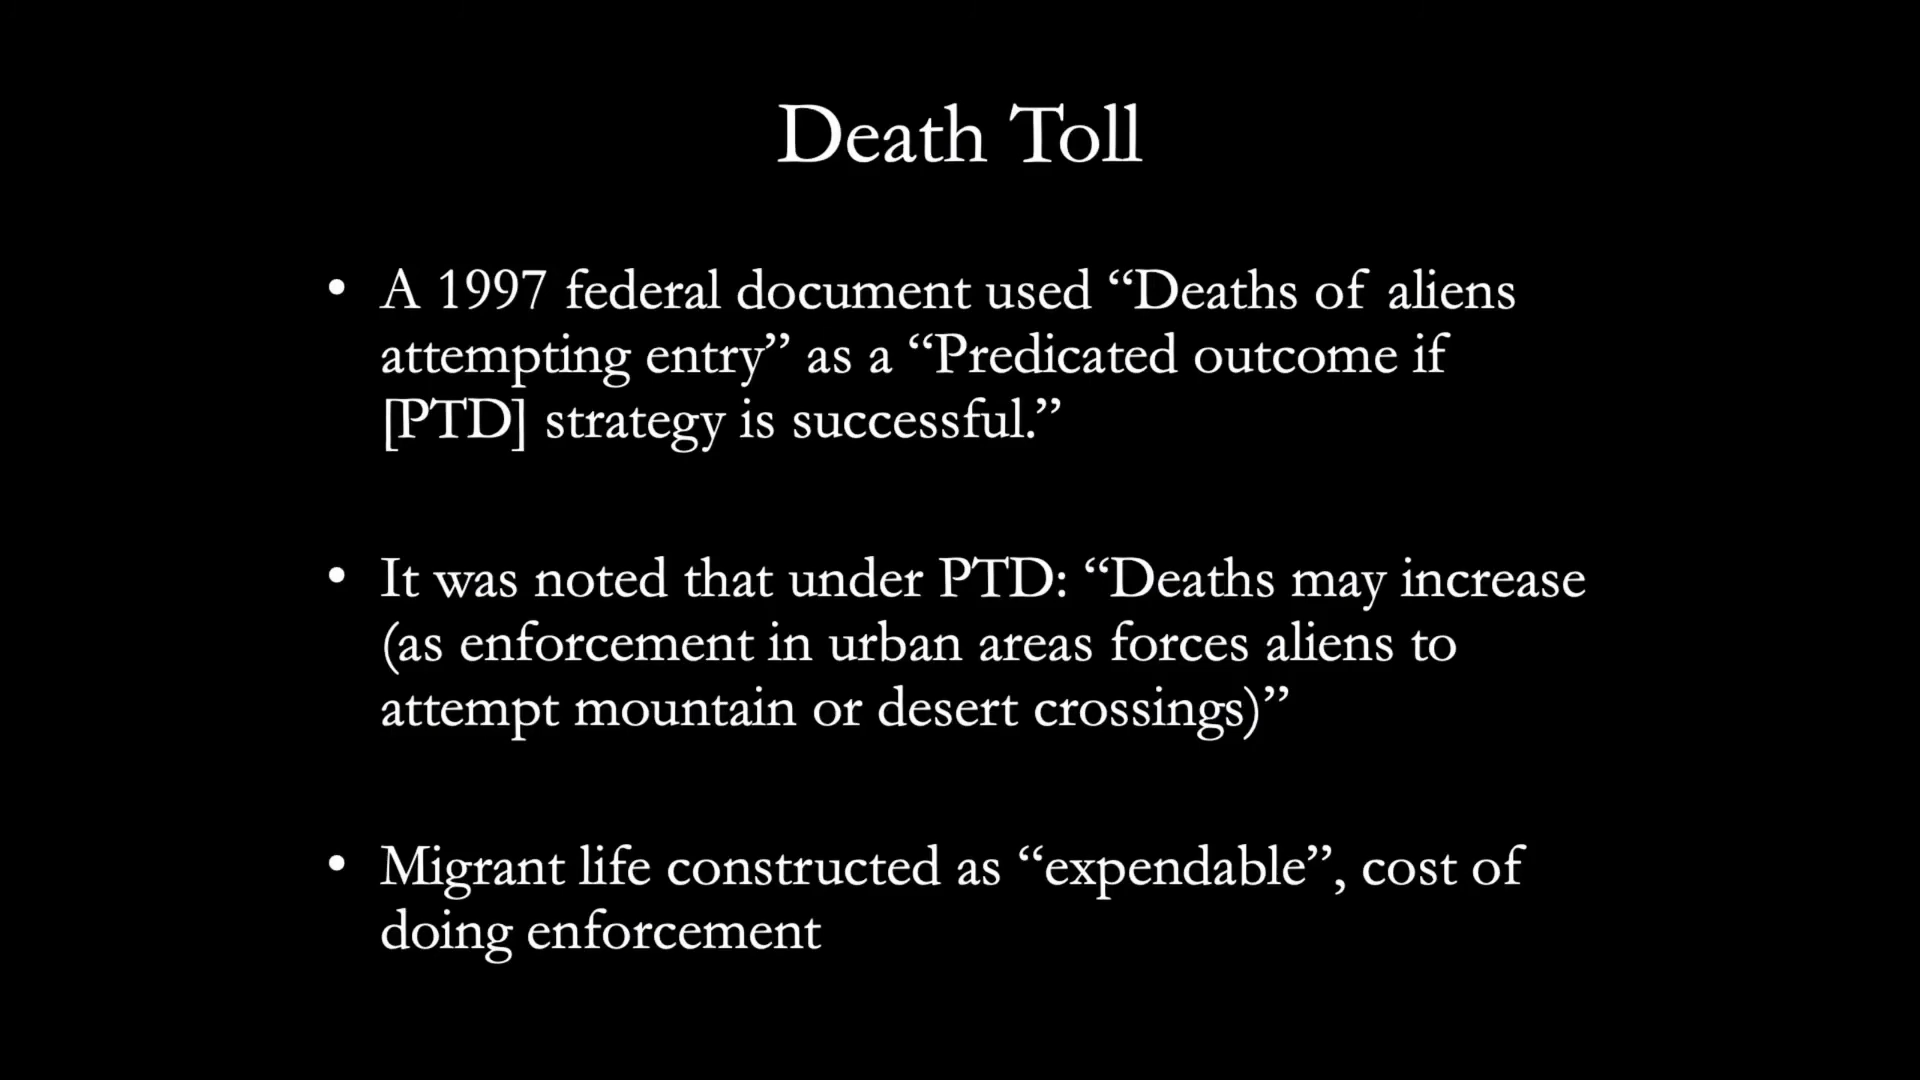 Death Toll
• A 1997 federal document used “Deaths of aliens
attempting entry” as a “Predicated outcome if
[PTD] strategy is successful.”
• It was noted that under PTD: “Deaths may increase
(as enforcement in urban areas forces aliens to
attempt mountain or desert crossings)”
• Migrant life constructed as “expendable”, cost of
doing enforcement